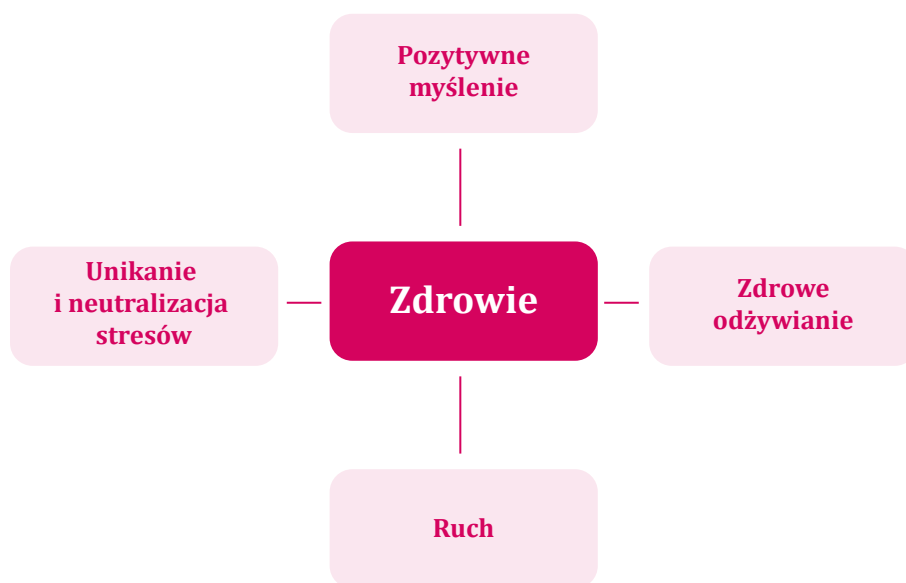 Pozytywne
myślenie
Unikanie
i neutralizacja
stresów
Zdrowie
Zdrowe
odżywianie
Ruch